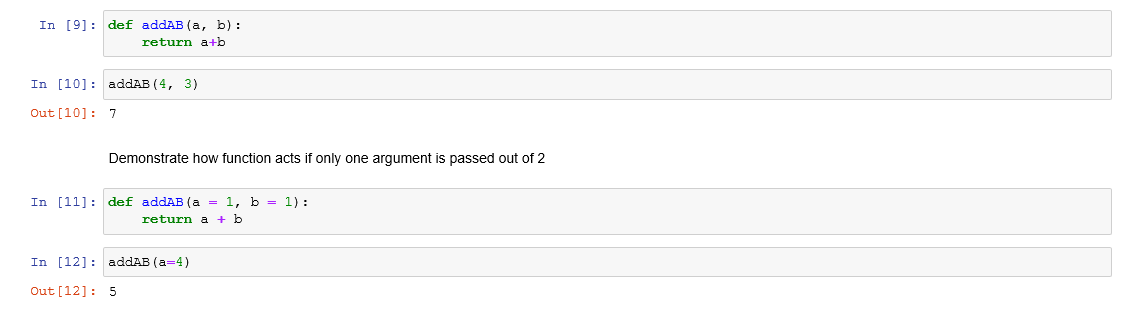 In [9]: def addAB(a, b):
    return a+b
In [10]: addAB(4, 3)
Out[10]: 7
Demonstrate how function acts if only one argument is passed out of 2
In [11]: def addAB(a = 1, b = 1):
    return a + b
In [12]: addAB(a=4)
Out[12]: 5